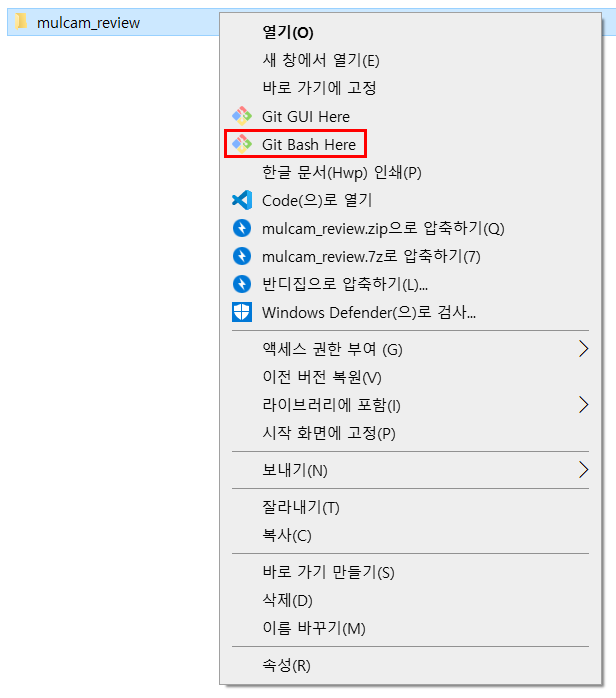 mulcam_review
열기(O)
새 창에서 열기(E)
바로 가기에 고정
Git GUI Here
Git Bash Here
한글 문서(Hwp) 인쇄(P)
Code(으)로 열기
mulcam_review.zip으로 압축하기(Q)
mulcam_review.7z로 압축하기(7)
반디집으로 압축하기(L)...
Windows Defender(으)로 검사...
액세스 권한 부여 (G)
이전 버전 복원(V)
라이브러리에 포함(I)
시작 화면에 고정(P)
보내기(N)
잘라내기(T)
복사(C)
바로 가기 만들기(S)
삭제(D)
이름 바꾸기(M)
속성(R)